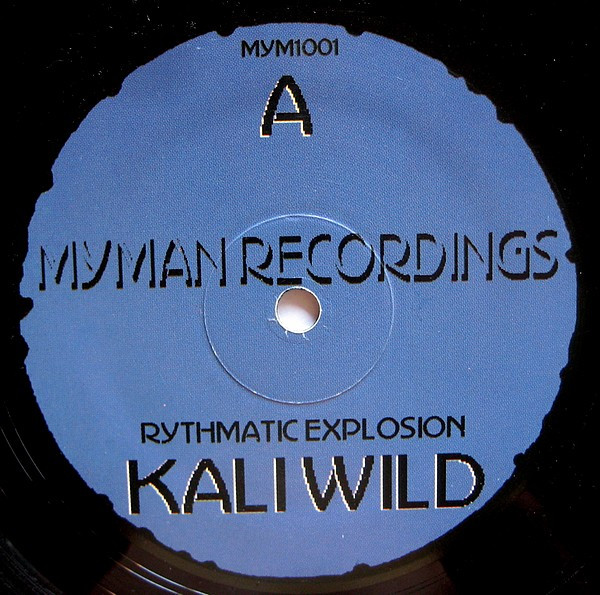 MYM1001
A
MYMAN RECORDINGS
RYTHMATIC EXPLOSION
KALI WILD